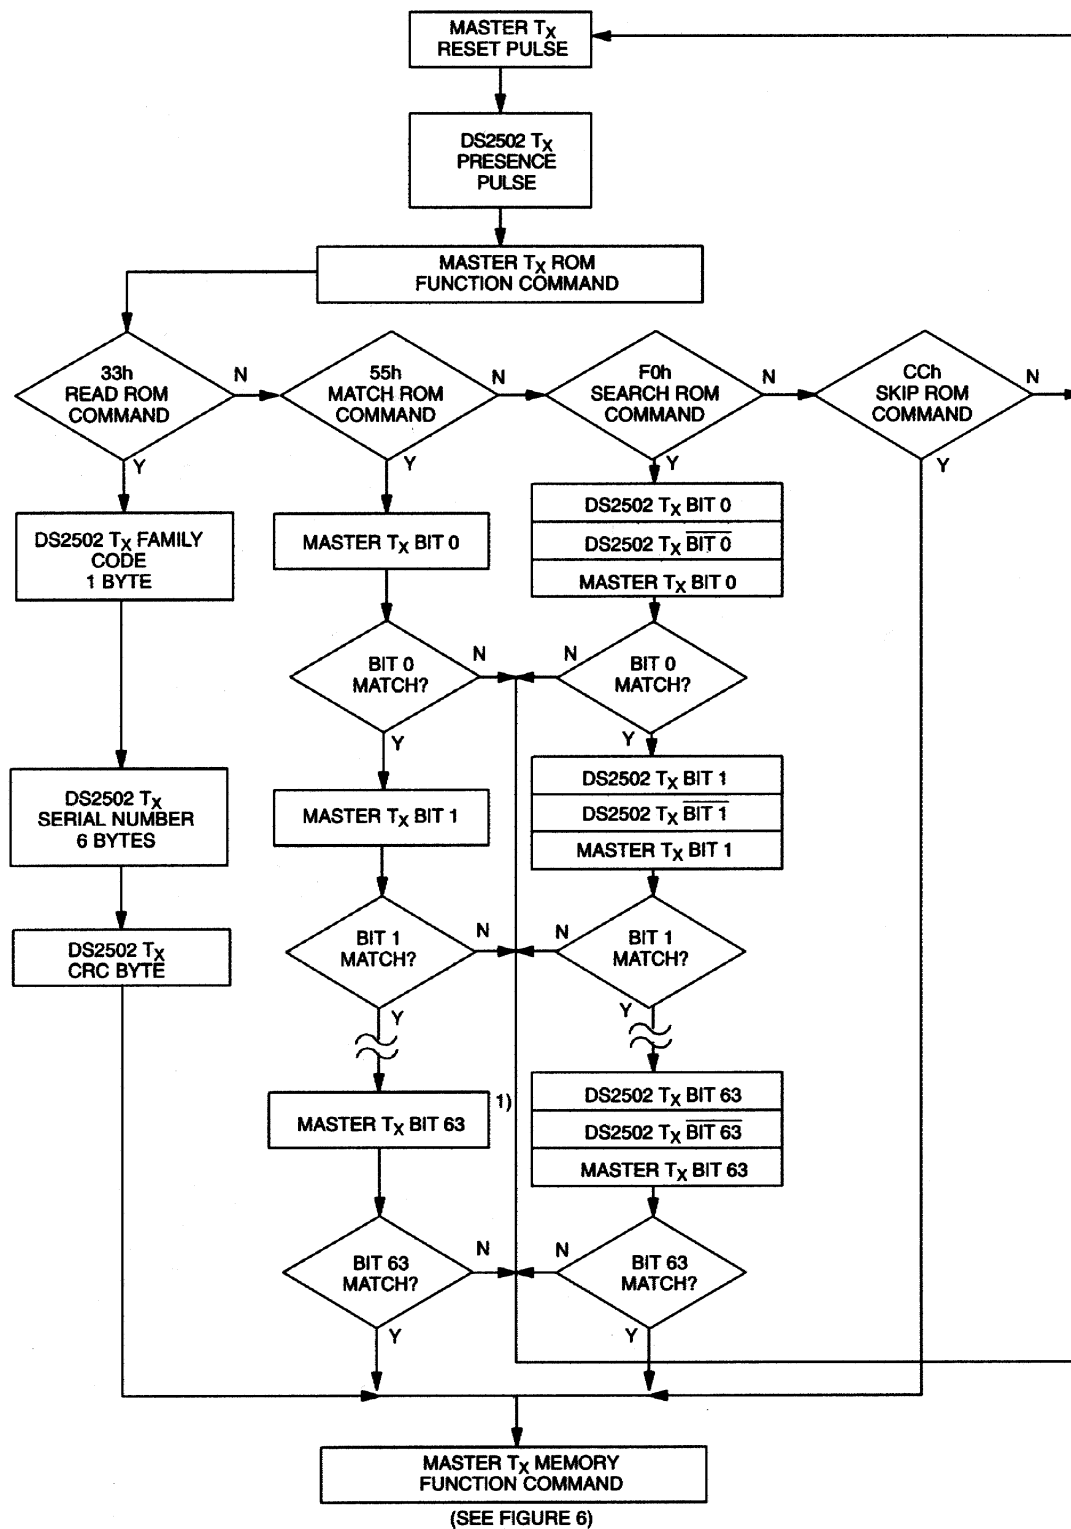 MASTER TX
RESET PULSE
DS2502 TX
PRESENCE
PULSE
MASTER TX ROM
FUNCTION COMMAND
33h
READ ROM
COMMAND
N
Y
55h
MATCH ROM
COMMAND
N
Y
F0h
SEARCH ROM
COMMAND
N
Y
CCh
SKIP ROM
COMMAND
N
Y
DS2502 TX FAMILY
CODE
1 BYTE
DS2502 TX
SERIAL NUMBER
6 BYTES
DS2502 TX
CRC BYTE
MASTER TX BIT 0
BIT 0
MATCH?
N
Y
MASTER TX BIT 1
BIT 1
MATCH?
N
Y
MASTER TX BIT 63
1)
BIT 63
MATCH?
N
Y
DS2502 TX BIT 0
DS2502 TX BIT 0
MASTER TX BIT 0
BIT 0
MATCH?
N
Y
DS2502 TX BIT 1
DS2502 TX BIT 1
MASTER TX BIT 1
BIT 1
MATCH?
N
Y
DS2502 TX BIT 63
DS2502 TX BIT 63
MASTER TX BIT 63
BIT 63
MATCH?
N
Y
MASTER TX MEMORY
FUNCTION COMMAND
(SEE FIGURE 6)